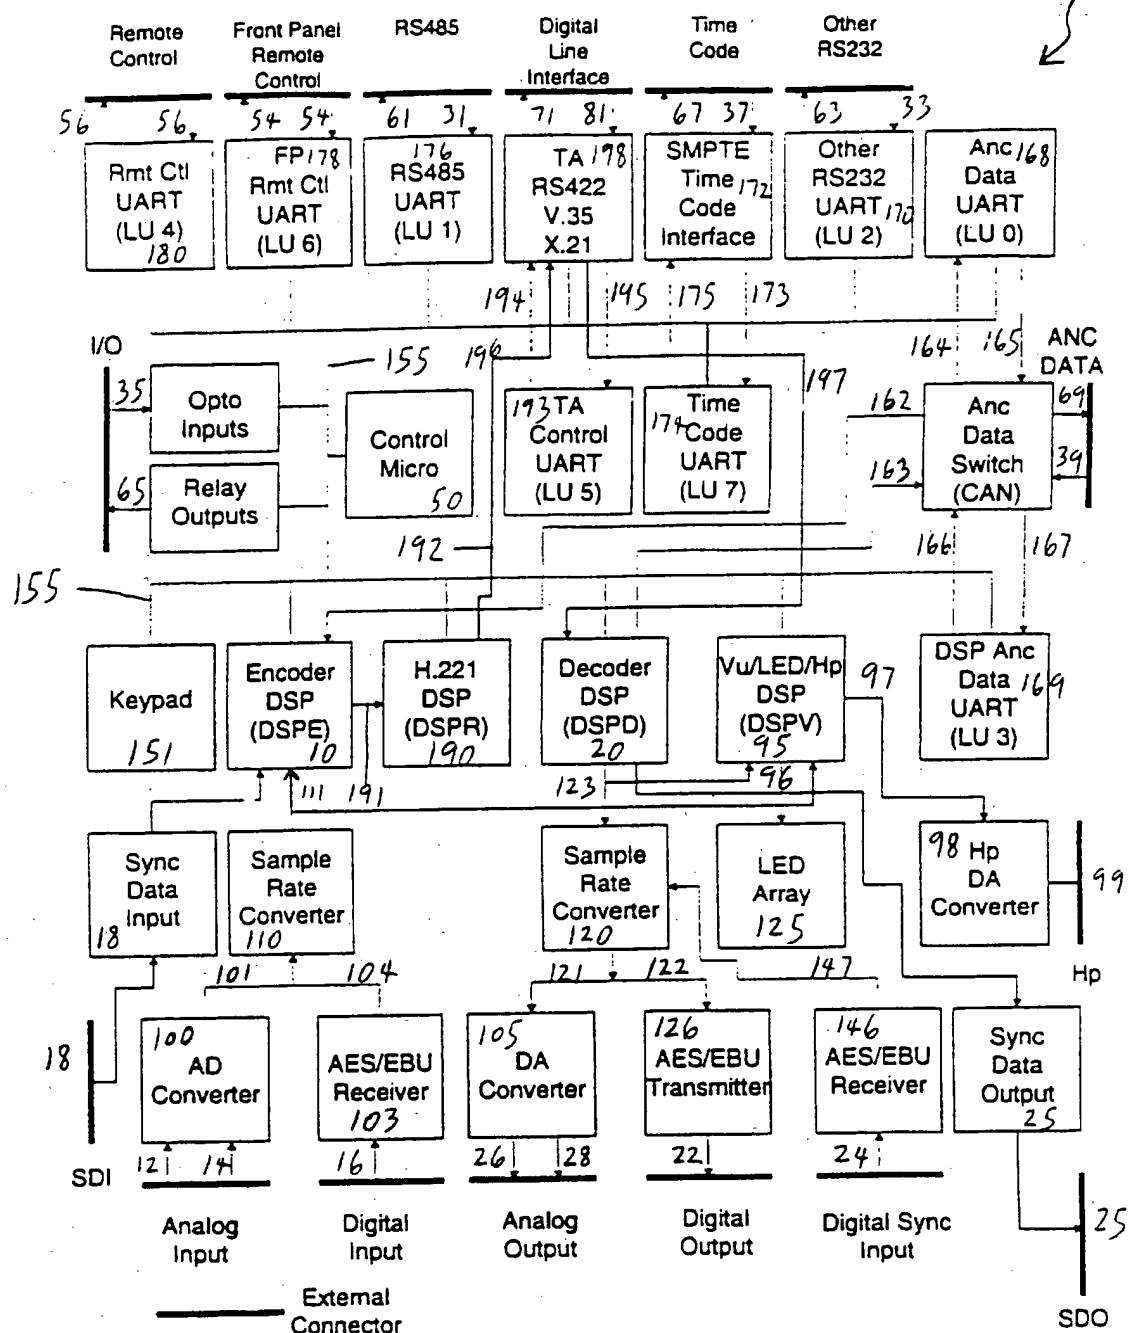 Remote
Control
Front Panel
Remote
Control
RS485
Digital
Line
Interface
Time
Code
Other
RS232
56
56
54
54
61
31
71
81
67
37
63
33
Rmt Ctl
UART
(LU 4)
180
FP 178
Rmt Ctl
UART
(LU 6)
176
RS485
UART
(LU 1)
TA 198
RS422
V.35
X.21
SMPTE
Time
172
Code
Interface
Other
RS232
UART 170
(LU 2)
Anc 168
Data
UART
(LU 0)
194
195
175
173
164
165
I/O
155
196
197
ANC
DATA
35
Opto
Inputs
65
Relay
Outputs
Control
Micro
50
193 TA
Control
UART
(LU 5)
Time
174 Code
UART
(LU 7)
162
163
Anc
Data
Switch
(CAN)
69
39
192
166
167
155
Keypad
151
Encoder
DSP
(DSPE)
10
H.221
DSP
(DSPR)
190
Decoder
DSP
(DSPD)
20
Vu/LED/Hp
DSP
(DSPV)
95
97
DSP Anc
Data 169
UART
(LU 3)
111
191
123
96
Sync
Data
Input
18
Sample
Rate
Converter
110
Sample
Rate
Converter
120
LED
Array
125
98 Hp
DA
Converter
99
Hp
101
104
121
122
147
18
SDI
100
AD
Converter
AES/EBU
Receiver
103
105
DA
Converter
126
AES/EBU
Transmitter
146
AES/EBU
Receiver
Sync
Data
Output
25
12
14
16
26
28
22
24
Analog
Input
Digital
Input
Analog
Output
Digital
Output
Digital Sync
Input
25
SDO
External
Connector